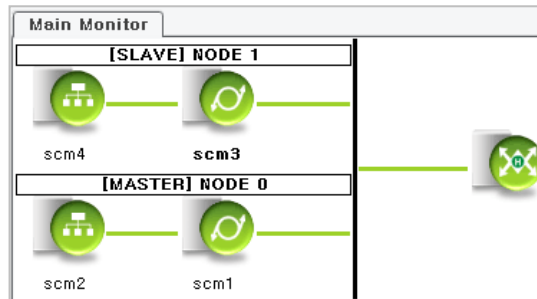 Main Monitor
[SLAVE] NODE 1
scm4 scm3
[MASTER] NODE 0
H
scm2 scm1